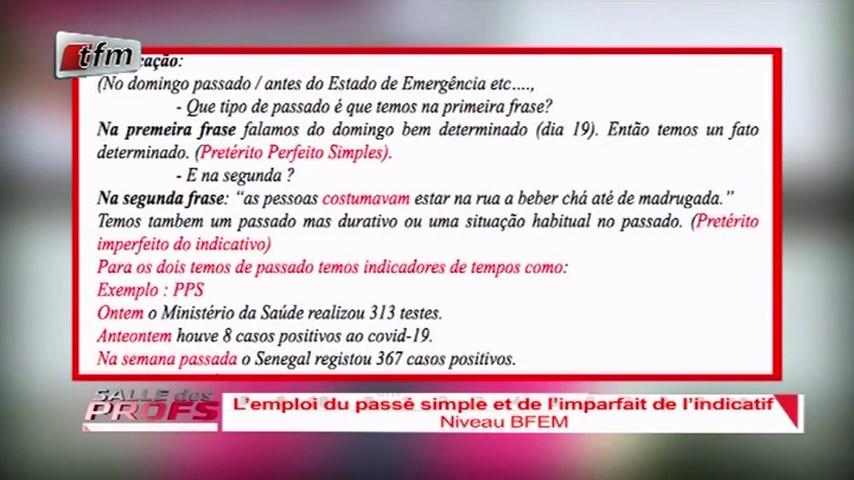 tfm
cação:
(No domingo passado / antes do Estado de Emergência etc....,
- Que tipo de passado é que temos na primeira frase?
Na premeira frase falamos do domingo bem determinado (dia 19). Então temos un fato
determinado. (Pretérito Perfeito Simples).
- E na segunda ?
Na segunda frase: “as pessoas costumavam estar na rua a beber chá até de madrugada.”
Temos tambem um passado mas durativo ou uma situação habitual no passado. (Pretérito
imperfeito do indicativo)
Para os dois temos de passado temos indicadores de tempos como:
Exemplo : PPS
Ontem o Ministério da Saúde realizou 313 testes.
Anteontem houve 8 casos positivos ao covid-19.
Na semana passada o Senegal registou 367 casos positivos.
SALLE des
PROFS
L’emploi du passé simple et de l’imparfait de l’indicatif
Niveau BFEM